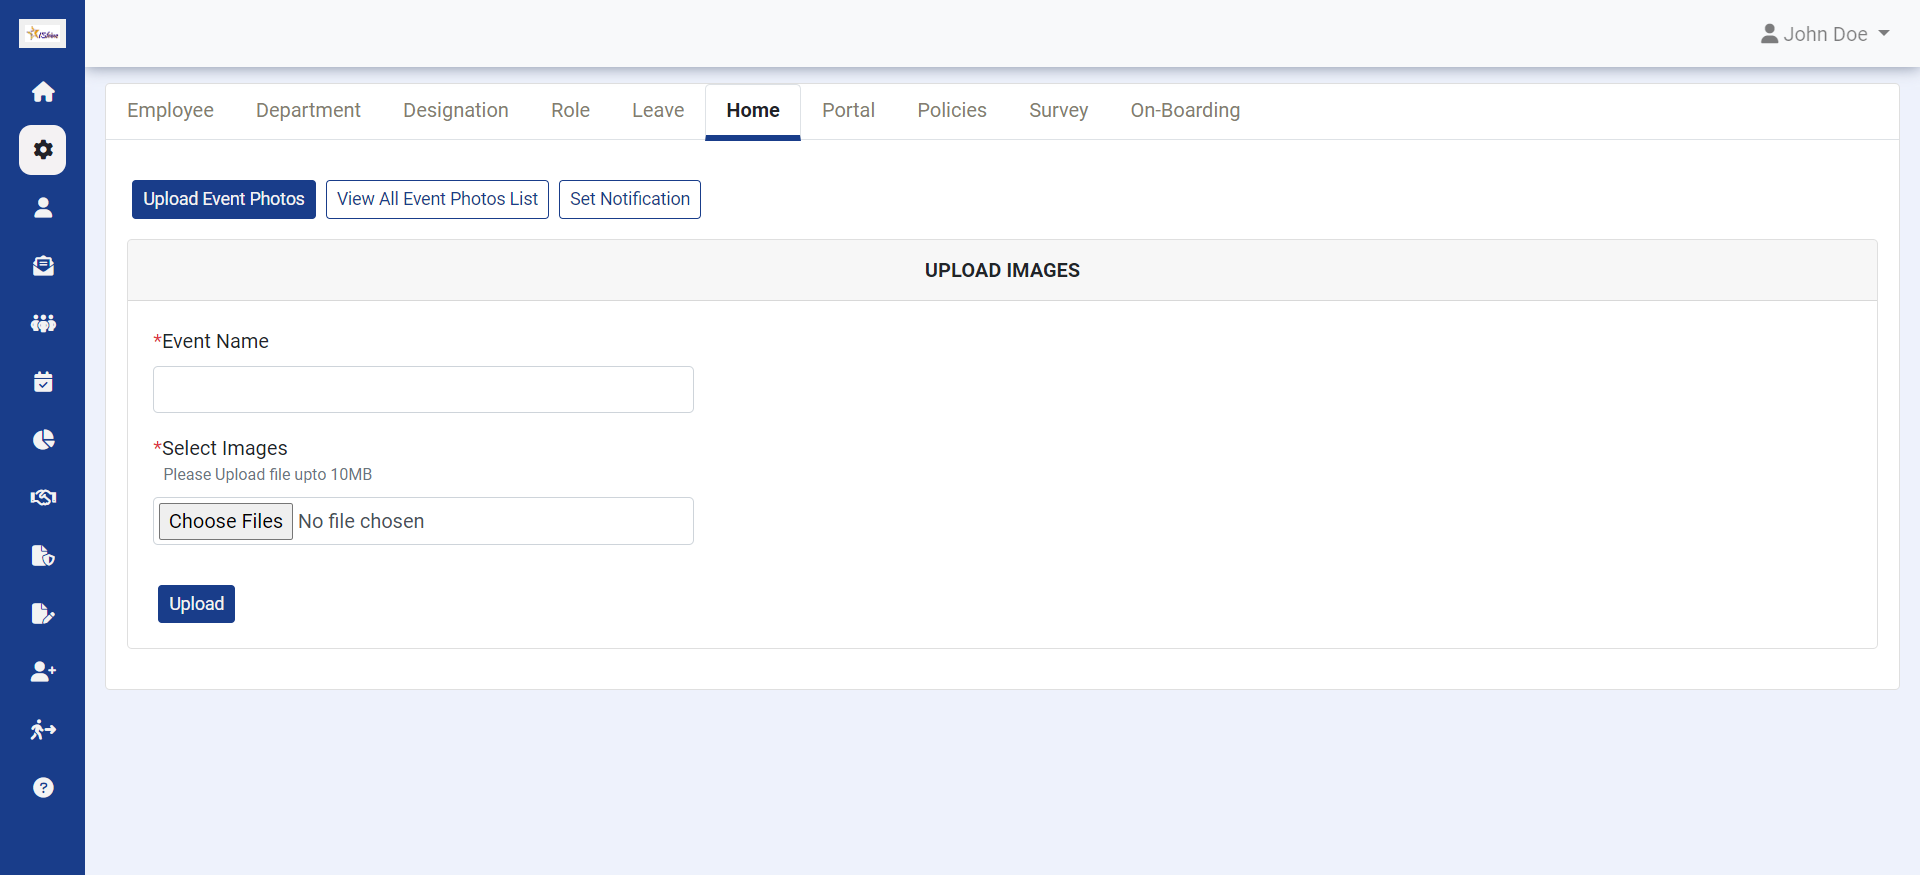 iShine
John Doe
Employee Department Designation Role Leave Home Portal Policies Survey On-Boarding
Upload Event Photos View All Event Photos List Set Notification
UPLOAD IMAGES
*Event Name
*Select Images
Please Upload file upto 10MB
Choose Files No file chosen
Upload